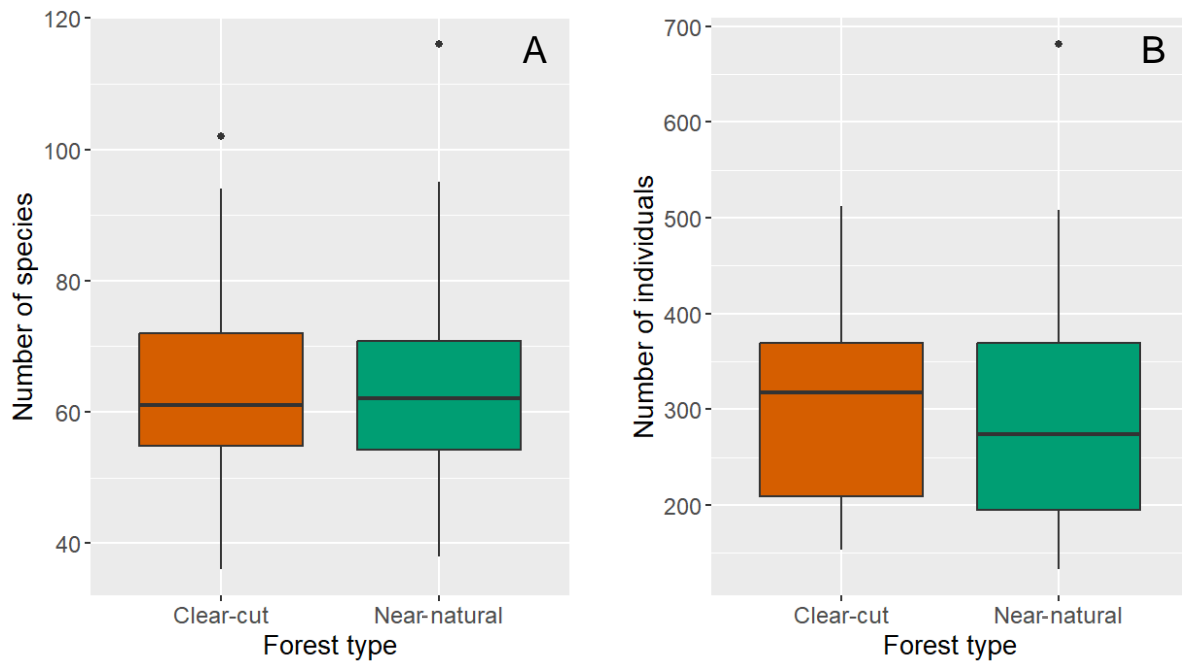 A
Number of species
120
100
80
60
40
Clear-cut
Near-natural
Forest type
B
Number of individuals
700
600
500
400
300
200
Clear-cut
Near-natural
Forest type